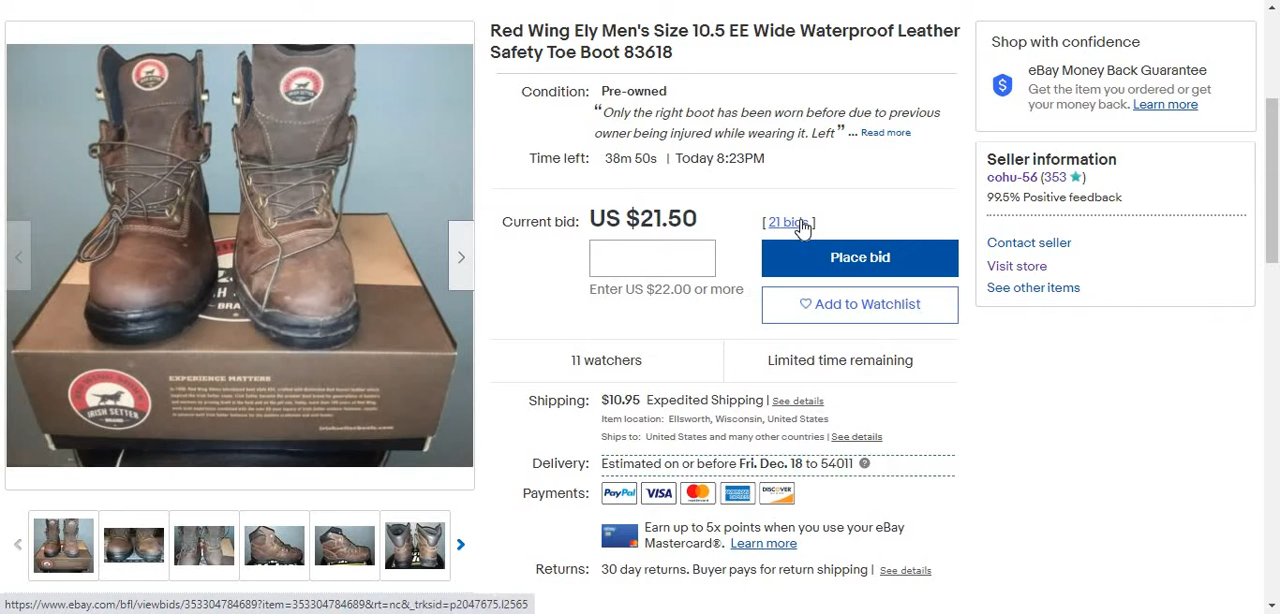 Red Wing Ely Men's Size 10.5 EE Wide Waterproof Leather
Safety Toe Boot 83618
Condition: Pre-owned
“Only the right boot has been worn before due to previous
owner being injured while wearing it. Left” ... Read more
Time left: 38m 50s | Today 8:23PM
Current bid: US $21.50 [ 21 bids ]
Place bid
Enter US $22.00 or more
Add to Watchlist
11 watchers
Limited time remaining
Shipping: $10.95 Expedited Shipping | See details
Item location: Ellsworth, Wisconsin, United States
Ships to: United States and many other countries | See details
Delivery: Estimated on or before Fri. Dec. 18 to 54011
Payments: PayPal VISA MasterCard DISCOVER
Earn up to 5x points when you use your eBay
Mastercard®. Learn more
Returns: 30 day returns. Buyer pays for return shipping | See details
Shop with confidence
eBay Money Back Guarantee
Get the item you ordered or get
your money back. Learn more
Seller information
cohu-56 (353 ★)
99.5% Positive feedback
Contact seller
Visit store
See other items
EXPERIENCE MATTERS
RED WING SHOES
IRISH SETTER
BRAND
irishsetterboots.com
https://www.ebay.com/bfl/viewbids/353304784689?item=353304784689&rt=nc&_trksid=p2047675.l2565